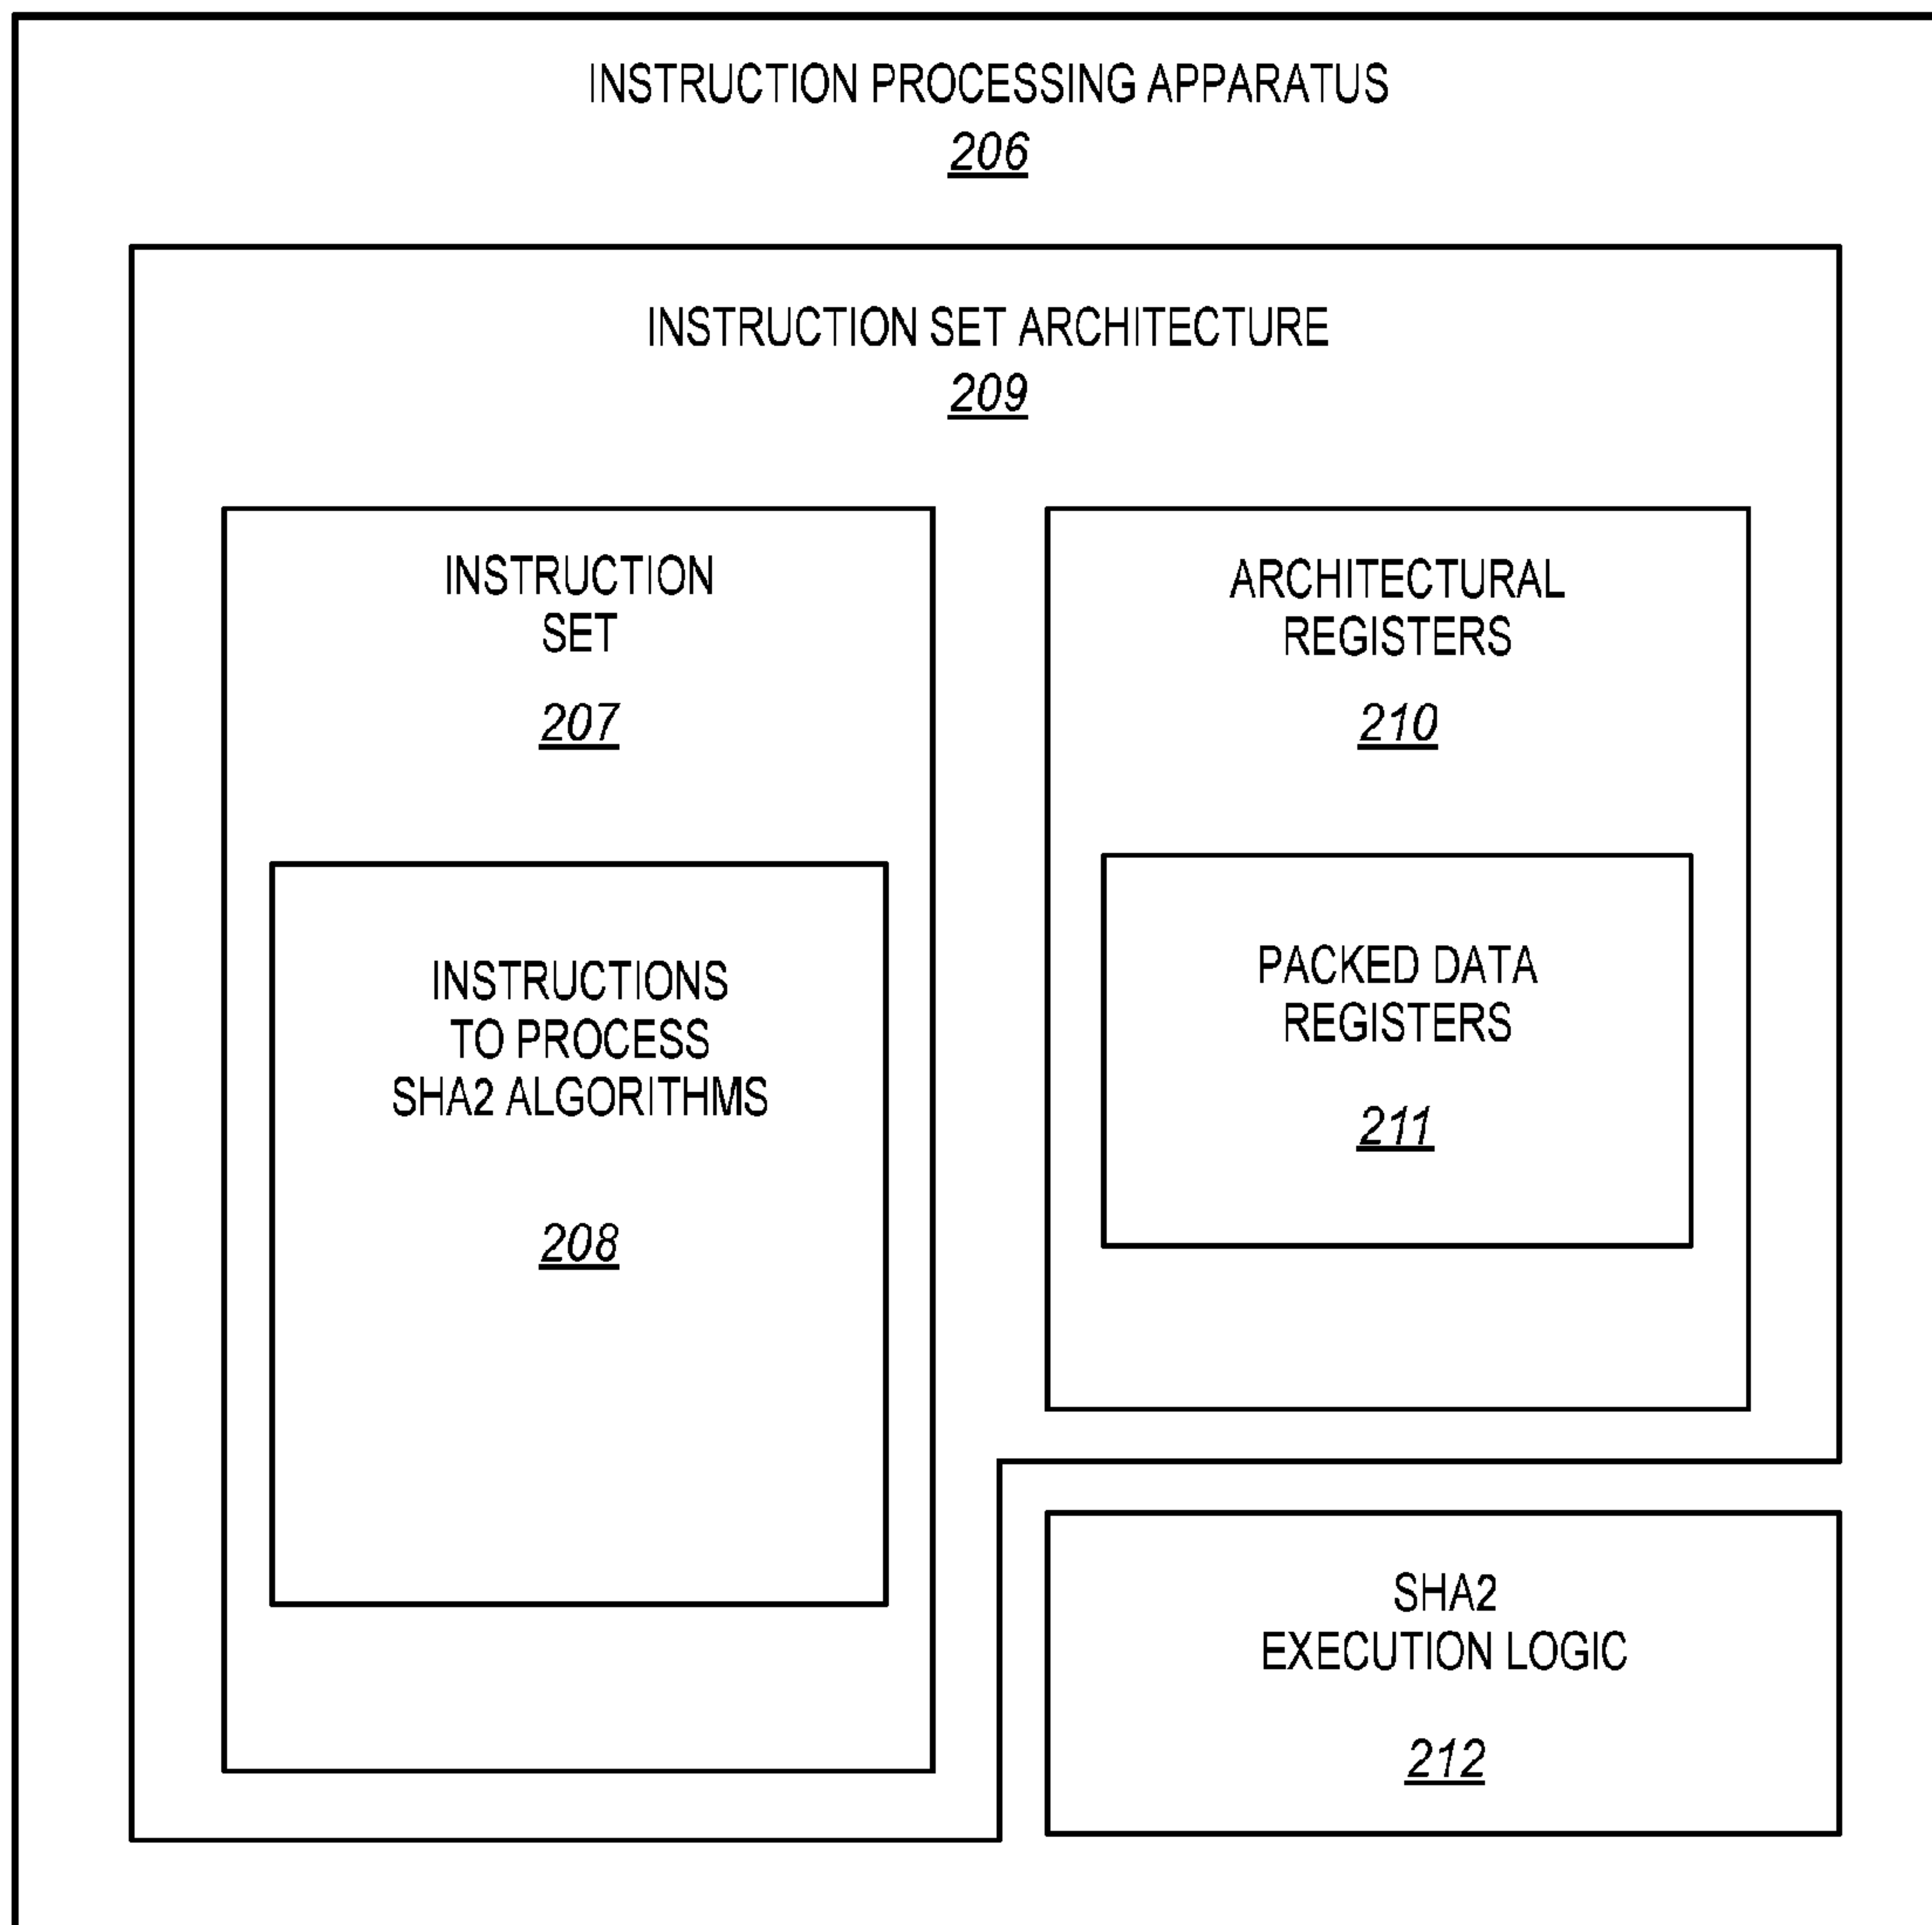 INSTRUCTION PROCESSING APPARATUS
206
INSTRUCTION SET ARCHITECTURE
209
INSTRUCTION
SET
207
INSTRUCTIONS
TO PROCESS
SHA2 ALGORITHMS
208
ARCHITECTURAL
REGISTERS
210
PACKED DATA
REGISTERS
211
SHA2
EXECUTION LOGIC
212